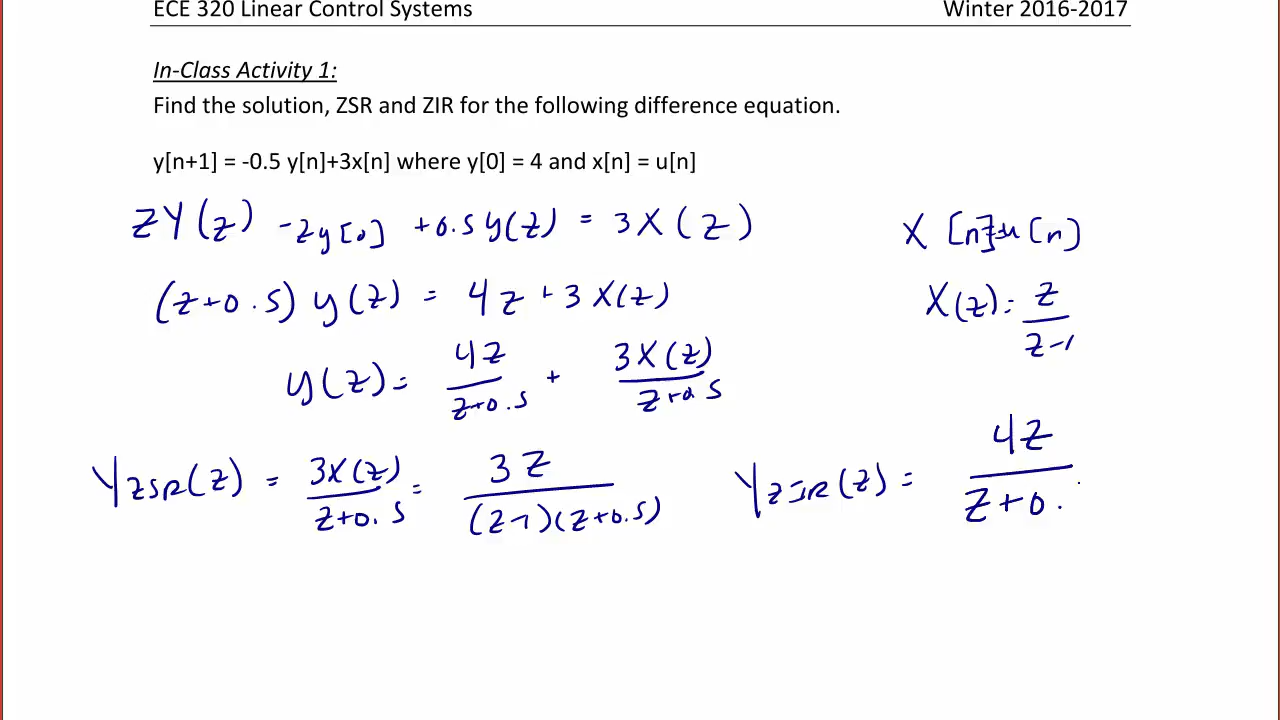 ECE 320 Linear Control Systems Winter 2016-2017
In-Class Activity 1:
Find the solution, ZSR and ZIR for the following difference equation.
y[n+1] = -0.5 y[n]+3x[n] where y[0] = 4 and x[n] = u[n]
ZY(z) -zy[0] +0.5y(z) = 3X(z) X[n]=u[n]
(z+0.5) y(z) = 4z + 3X(z) X(z) = z/z-1
y(z) = 4z/z+0.5 + 3X(z)/z+0.5
YZSR(z) = 3X(z)/z+0.5 = 3z/(z-1)(z+0.5) YZIR(z) = 4z/z+0.